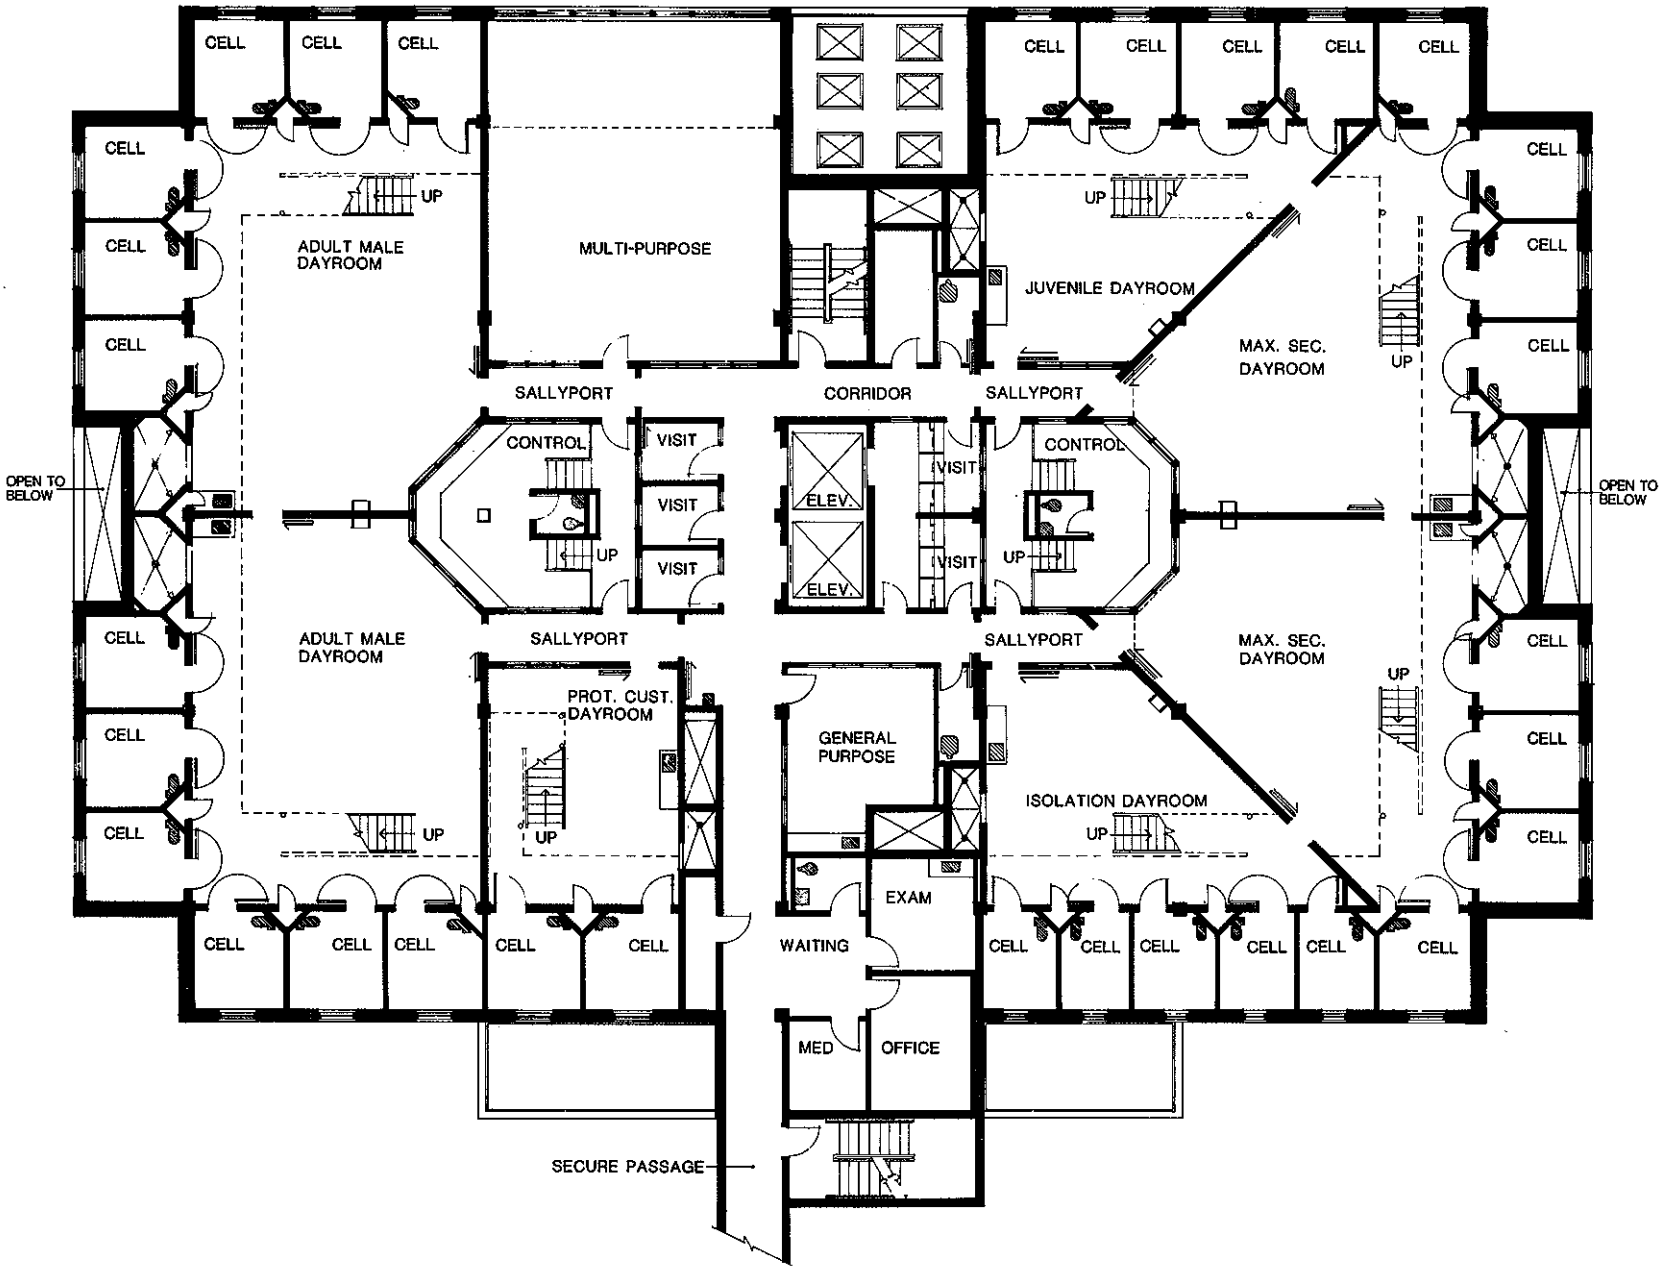 CELL
CELL
CELL
CELL
CELL
CELL
CELL
CELL
CELL
CELL
CELL
UP
UP
CELL
CELL
ADULT MALE
DAYROOM
MULTI-PURPOSE
JUVENILE DAYROOM
CELL
MAX. SEC.
DAYROOM
CELL
UP
SALLYPORT
CORRIDOR
SALLYPORT
CONTROL
VISIT
VISIT
CONTROL
OPEN TO
BELOW
VISIT
ELEV.
OPEN TO
BELOW
UP
VISIT
ELEV.
VISIT
UP
CELL
ADULT MALE
DAYROOM
SALLYPORT
SALLYPORT
MAX. SEC.
DAYROOM
CELL
UP
PROT. CUST.
DAYROOM
CELL
GENERAL
PURPOSE
CELL
ISOLATION DAYROOM
CELL
UP
UP
UP
CELL
EXAM
CELL
CELL
CELL
CELL
CELL
WAITING
CELL
CELL
CELL
CELL
CELL
CELL
MED
OFFICE
SECURE PASSAGE